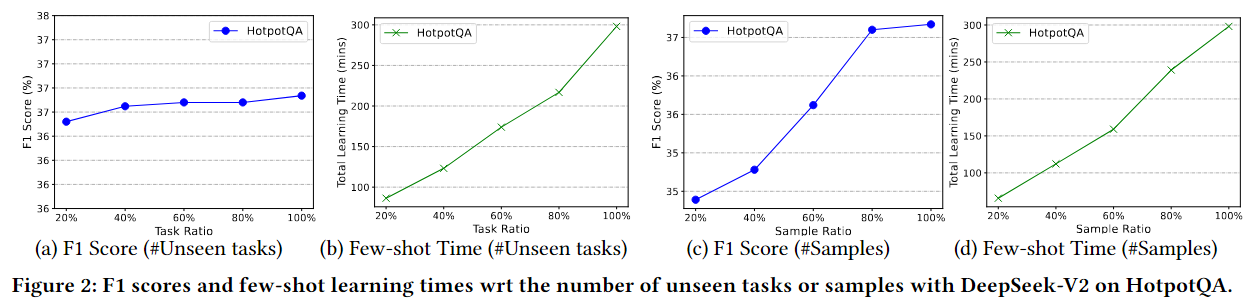 F1 Score (%)
38
37
37
37
37
36
36
36
36
HotpotQA
20% 40% 60% 80% 100%
Task Ratio
(a) F1 Score (#Unseen tasks)
Total Learning Time (mins)
300
250
200
150
100
HotpotQA
20% 40% 60% 80% 100%
Task Ratio
(b) Few-shot Time (#Unseen tasks)
F1 Score (%)
37
36
36
35
35
HotpotQA
20% 40% 60% 80% 100%
Sample Ratio
(c) F1 Score (#Samples)
Total Learning Time (mins)
300
250
200
150
100
HotpotQA
20% 40% 60% 80% 100%
Sample Ratio
(d) Few-shot Time (#Samples)
Figure 2: F1 scores and few-shot learning times wrt the number of unseen tasks or samples with DeepSeek-V2 on HotpotQA.